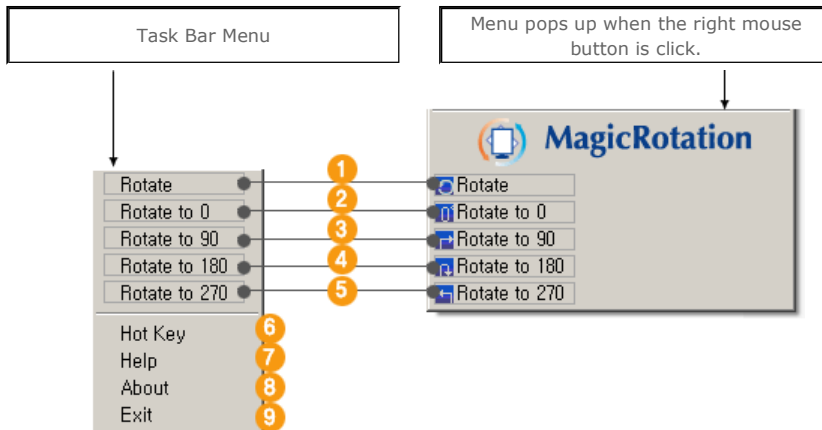 Task Bar Menu
Menu pops up when the right mouse
button is click.
MagicRotation
Rotate
1
Rotate
Rotate to 0
2
Rotate to 0
Rotate to 90
3
Rotate to 90
Rotate to 180
4
Rotate to 180
Rotate to 270
5
Rotate to 270
Hot Key
6
Help
7
About
8
Exit
9